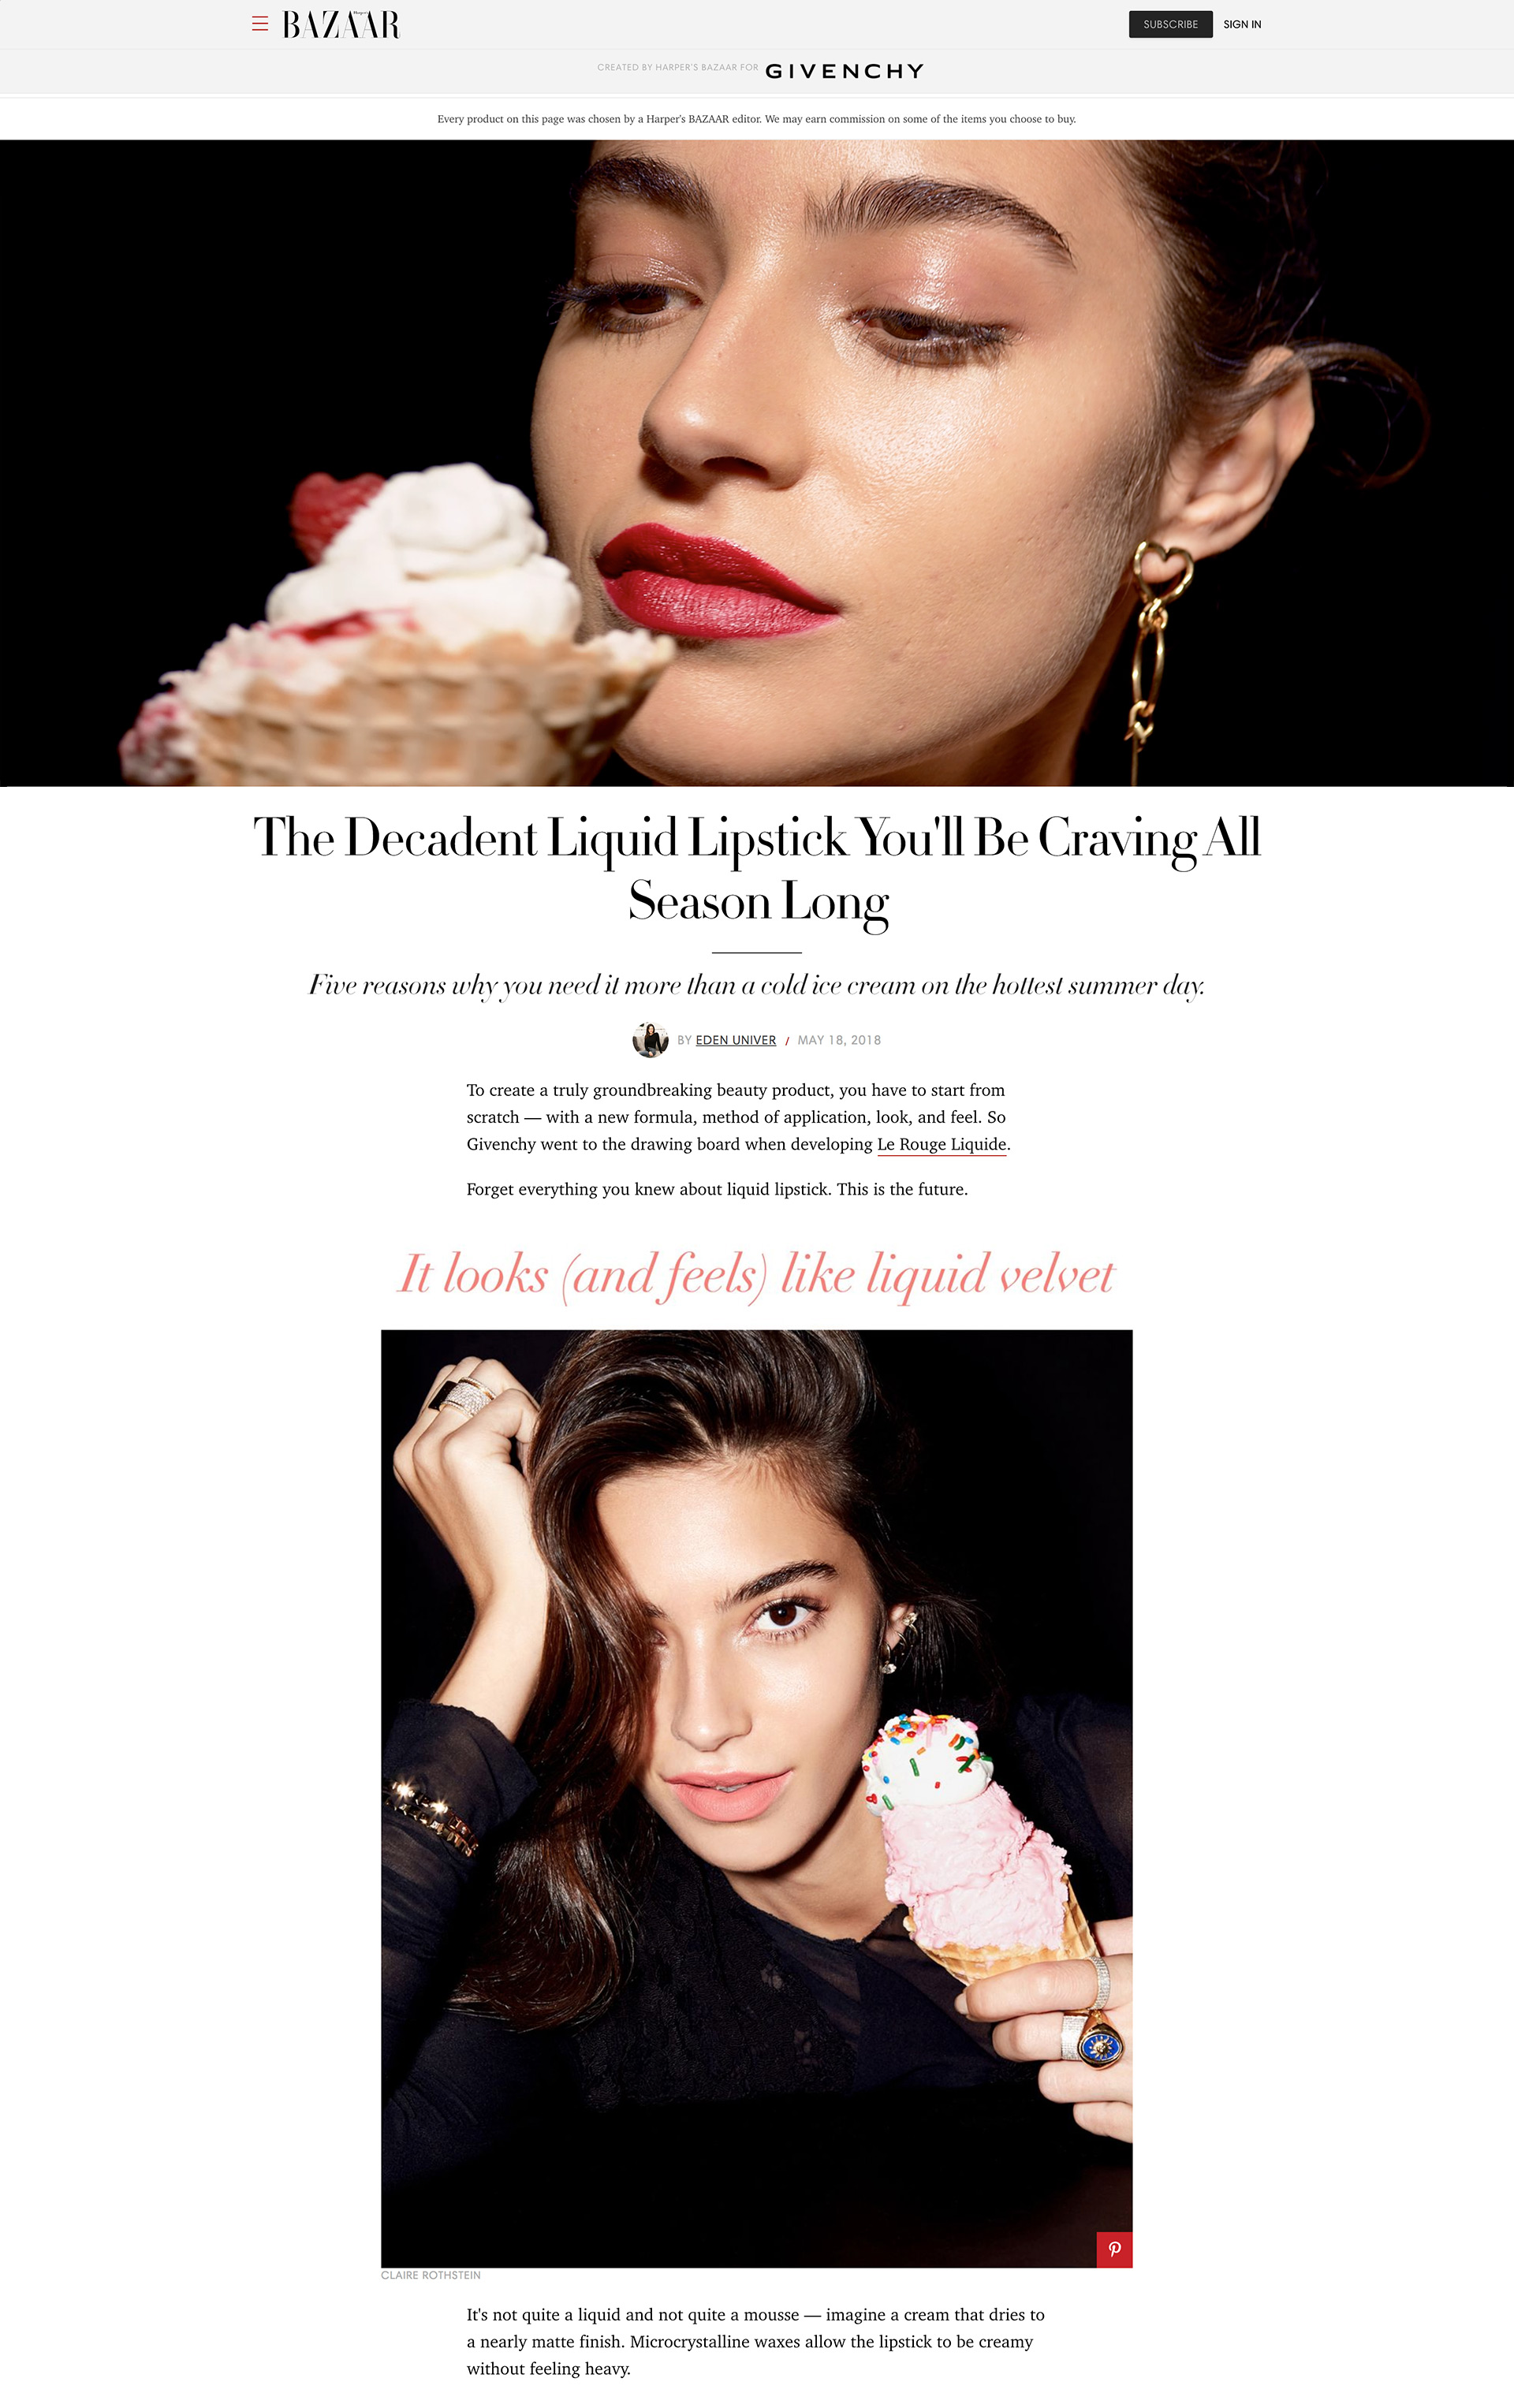 Harper's
BAZAAR
SUBSCRIBE
SIGN IN
CREATED BY HARPER'S BAZAAR FOR GIVENCHY
Every product on this page was chosen by a Harper's BAZAAR editor. We may earn commission on some of the items you choose to buy.
The Decadent Liquid Lipstick You'll Be Craving All
Season Long
Five reasons why you need it more than a cold ice cream on the hottest summer day.
BY EDEN UNIVER / MAY 18, 2018
To create a truly groundbreaking beauty product, you have to start from
scratch — with a new formula, method of application, look, and feel. So
Givenchy went to the drawing board when developing Le Rouge Liquide.
Forget everything you knew about liquid lipstick. This is the future.
It looks (and feels) like liquid velvet
CLAIRE ROTHSTEIN
It's not quite a liquid and not quite a mousse — imagine a cream that dries to
a nearly matte finish. Microcrystalline waxes allow the lipstick to be creamy
without feeling heavy.